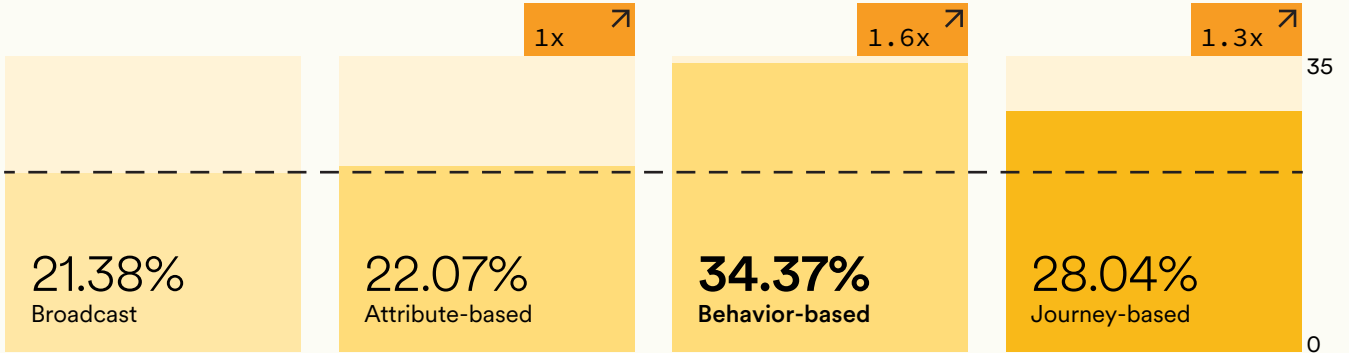 1x
1.6x
1.3x
35
21.38%
Broadcast
22.07%
Attribute-based
34.37%
Behavior-based
28.04%
Journey-based
0